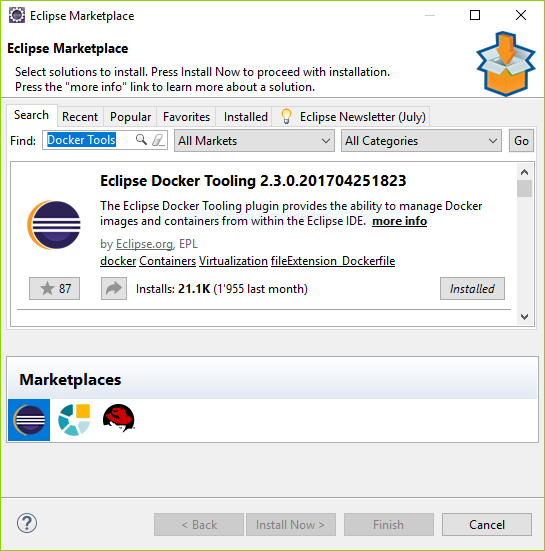 Eclipse Marketplace
Eclipse Marketplace
Select solutions to install. Press Install Now to proceed with installation.
Press the "more info" link to learn more about a solution.
Search Recent Popular Favorites Installed Eclipse Newsletter (July)
Find: Docker Tools All Markets All Categories Go
Eclipse Docker Tooling 2.3.0.201704251823
The Eclipse Docker Tooling plugin provides the ability to manage Docker
images and containers from within the Eclipse IDE. more info
by Eclipse.org, EPL
docker Containers Virtualization fileExtension_Dockerfile
87 Installs: 21.1K (1'955 last month) Installed
Marketplaces
? < Back Install Now > Finish Cancel